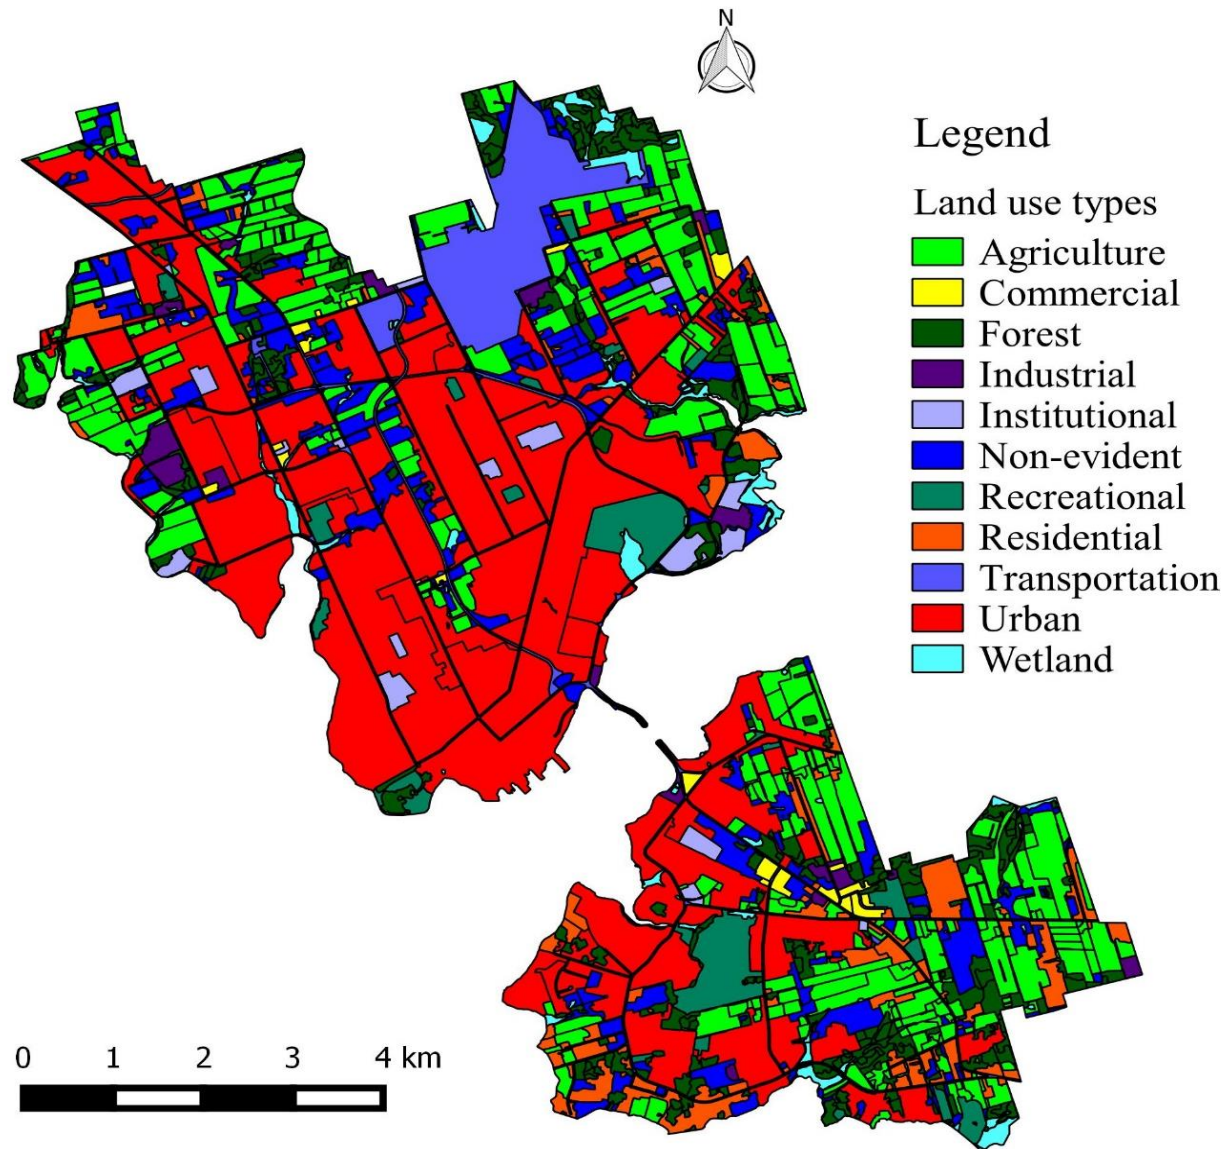 N
Legend
Land use types
Agriculture
Commercial
Forest
Industrial
Institutional
Non-evident
Recreational
Residential
Transportation
Urban
Wetland
0 1 2 3 4 km